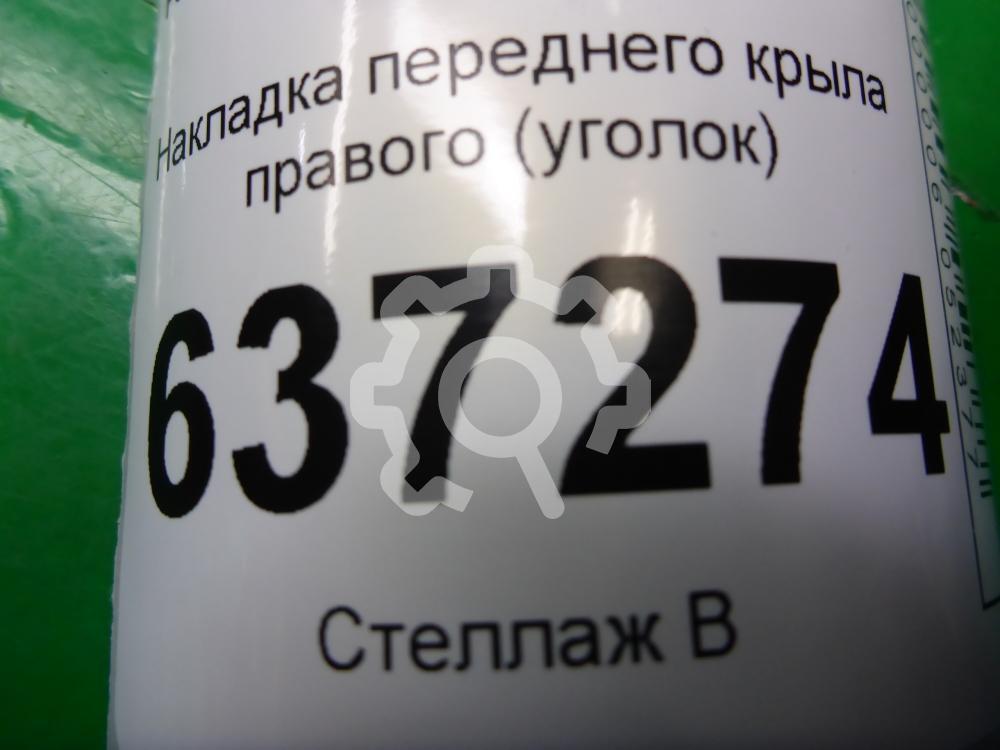 Накладка переднего крыла
правого (уголок)
637274
Стеллаж В